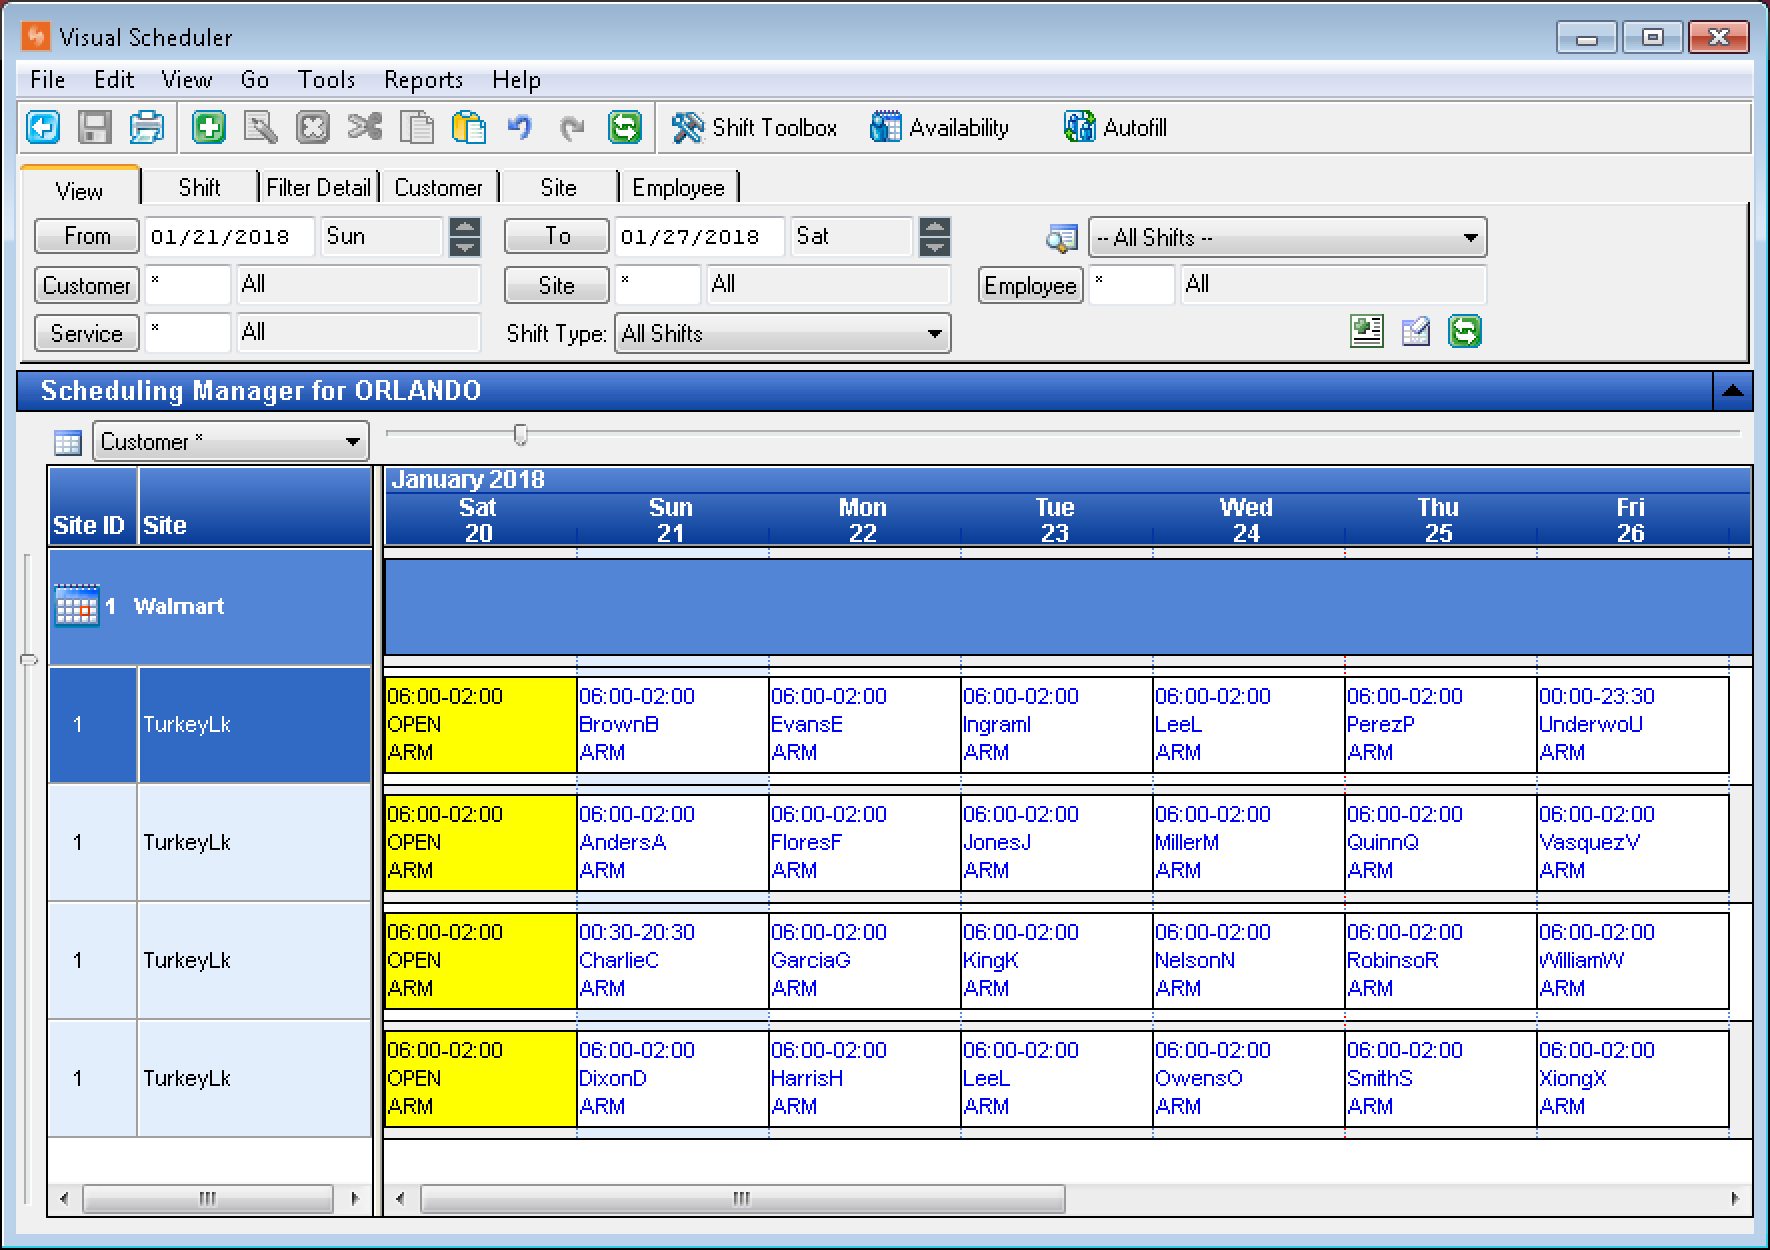 Visual Scheduler
File Edit View Go Tools Reports Help
Shift Toolbox Availability Autofill
View Shift Filter Detail Customer Site Employee
From 01/21/2018 Sun To 01/27/2018 Sat -- All Shifts --
Customer * All Site * All Employee * All
Service * All Shift Type: All Shifts
Scheduling Manager for ORLANDO
Customer *
January 2018
Sat Sun Mon Tue Wed Thu Fri
Site ID Site 20 21 22 23 24 25 26
1 Walmart
06:00-02:00 06:00-02:00 06:00-02:00 06:00-02:00 06:00-02:00 06:00-02:00 00:00-23:30
1 TurkeyLk OPEN BrownB EvansE IngramI LeeL PerezP UnderwoU
ARM ARM ARM ARM ARM ARM ARM
06:00-02:00 06:00-02:00 06:00-02:00 06:00-02:00 06:00-02:00 06:00-02:00 06:00-02:00
1 TurkeyLk OPEN AndersA FloresF JonesJ MillerM QuinnQ VasquezV
ARM ARM ARM ARM ARM ARM ARM
06:00-02:00 00:30-20:30 06:00-02:00 06:00-02:00 06:00-02:00 06:00-02:00 06:00-02:00
1 TurkeyLk OPEN CharlieC GarciaG KingK NelsonN RobinsoR WilliamW
ARM ARM ARM ARM ARM ARM ARM
06:00-02:00 06:00-02:00 06:00-02:00 06:00-02:00 06:00-02:00 06:00-02:00 06:00-02:00
1 TurkeyLk OPEN DixonD HarrisH LeeL OwensO SmithS XiongX
ARM ARM ARM ARM ARM ARM ARM